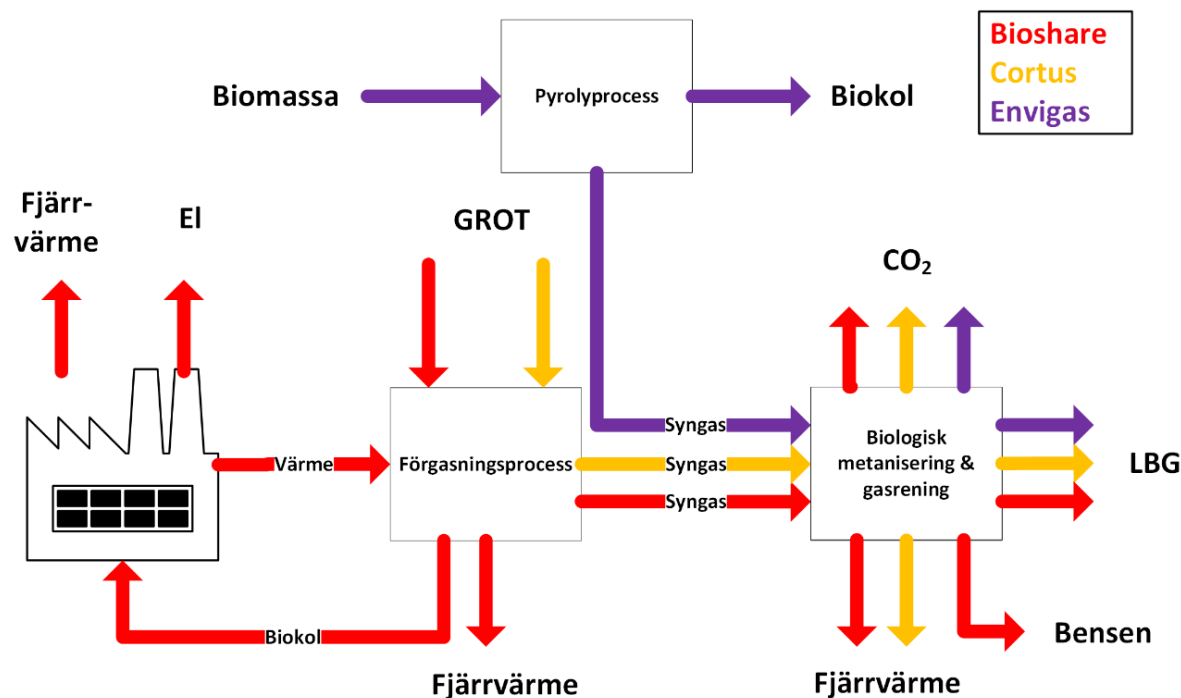 Bioshare
Cortus
Envigas
Biomassa
Pyrolyprocess
Biokol
Fjärr-
värme
El
GROT
CO₂
Syngas
Syngas
Syngas
Värme
Förgasningsprocess
Biologisk
metanisering &
gasrening
LBG
Biokol
Fjärrvärme
Fjärrvärme
Bensen